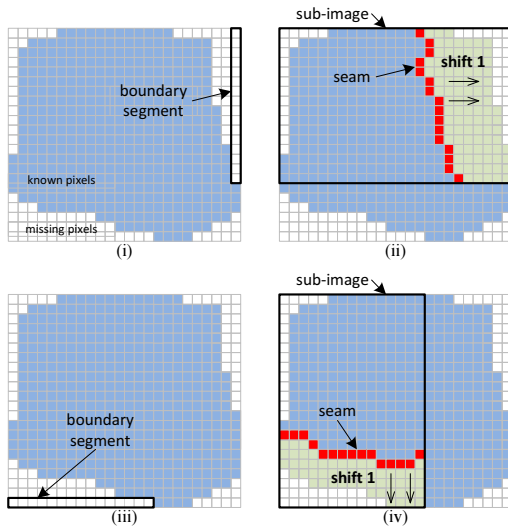 sub-image
boundary
segment
seam
shift 1
known pixels
missing pixels
(i)
(ii)
sub-image
boundary
segment
seam
shift 1
(iii)
(iv)